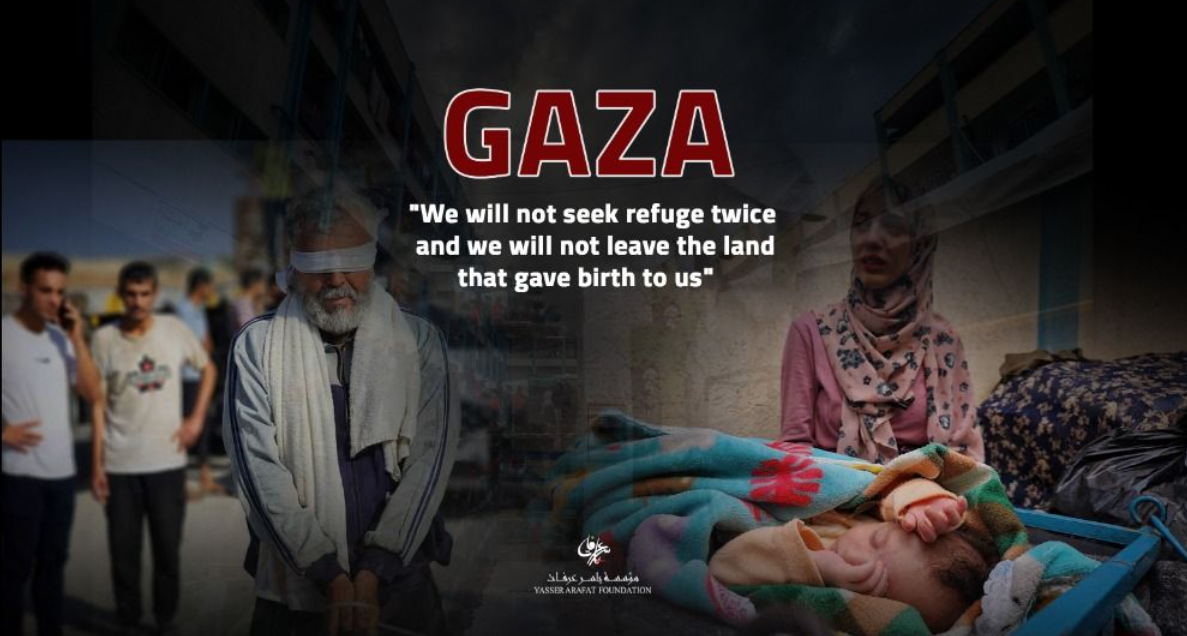 GAZA
"We will not seek refuge twice
and we will not leave the land
that gave birth to us"
مؤسسة ياسر عرفات
YASSER ARAFAT FOUNDATION